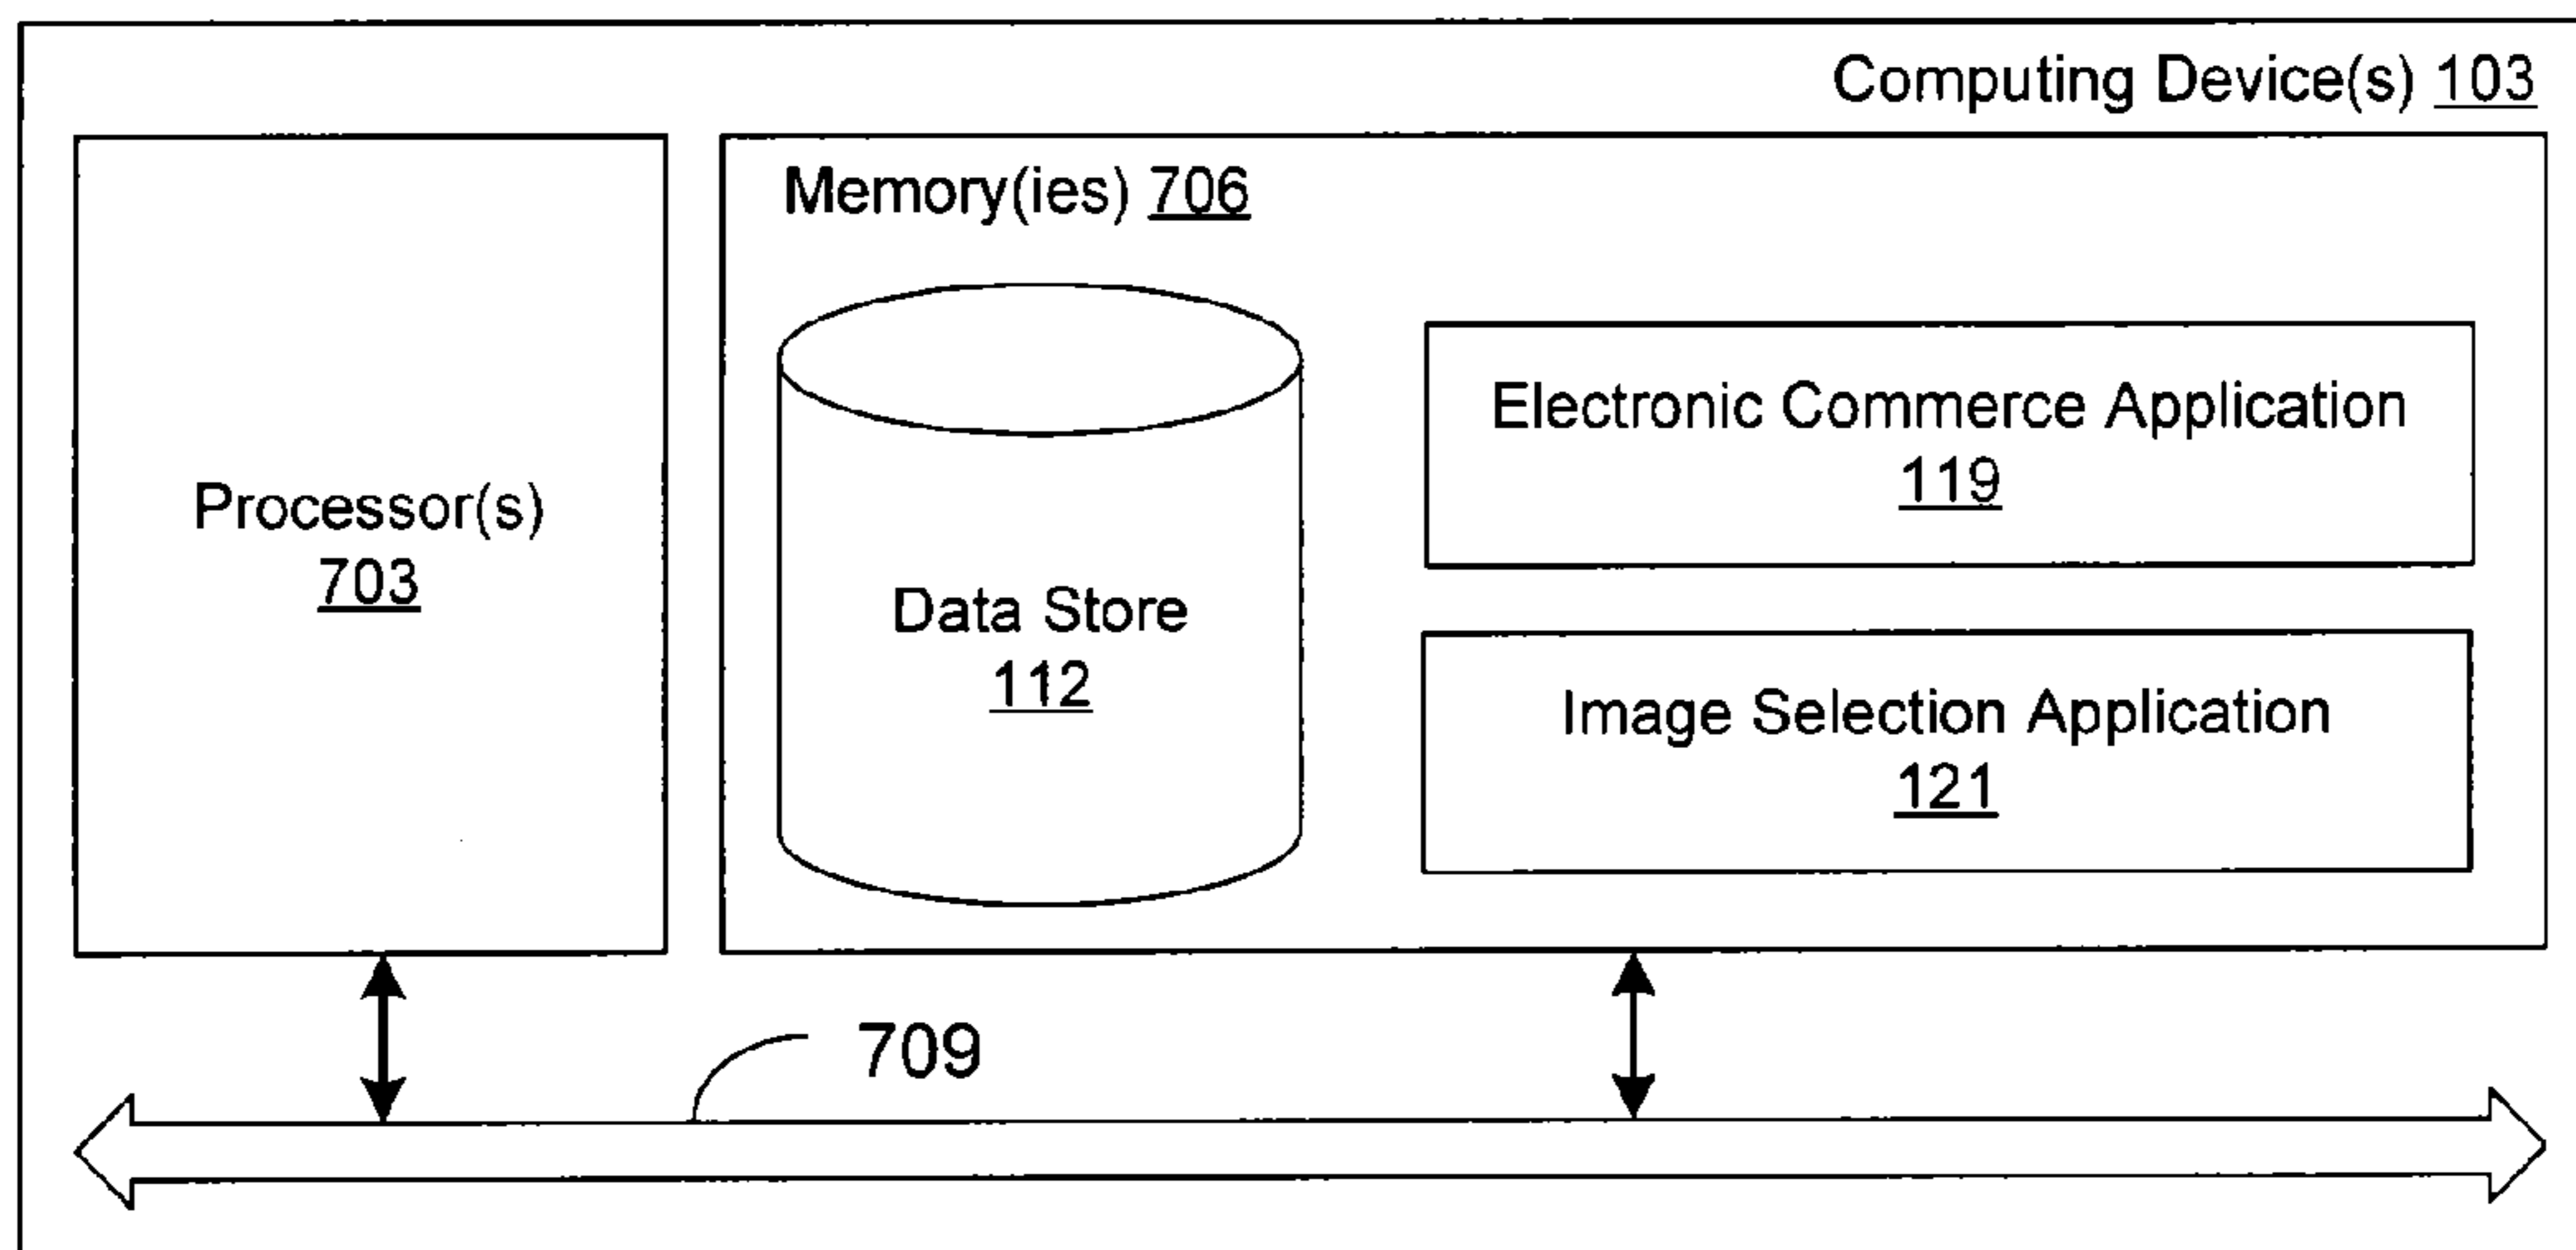 Computing Device(s) 103
Memory(ies) 706
Processor(s)
703
Data Store
112
Electronic Commerce Application
119
Image Selection Application
121
709